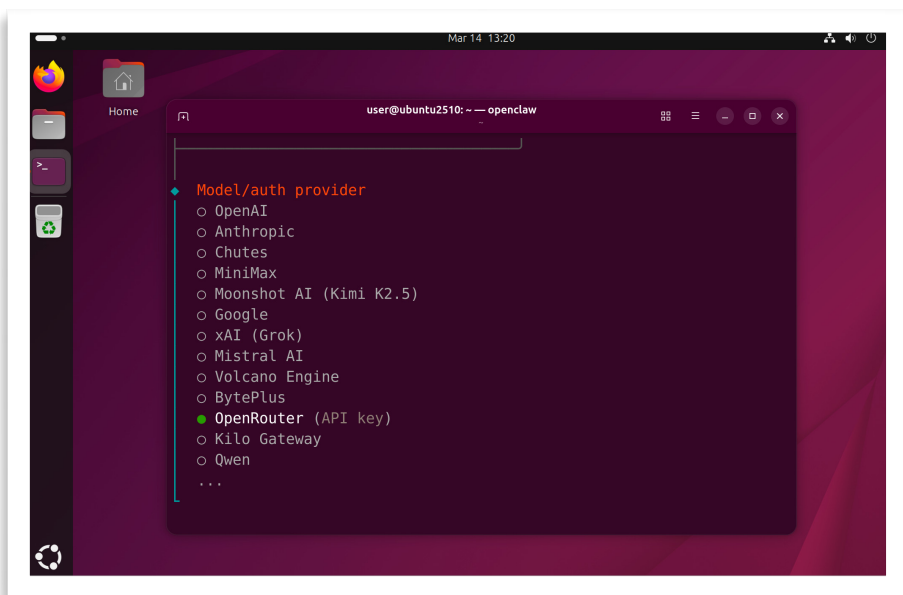 Mar 14 13:20
Home
user@ubuntu2510: ~ — openclaw
~
>_
Model/auth provider
OpenAI
Anthropic
Chutes
MiniMax
Moonshot AI (Kimi K2.5)
Google
xAI (Grok)
Mistral AI
Volcano Engine
BytePlus
OpenRouter (API key)
Kilo Gateway
Qwen
...